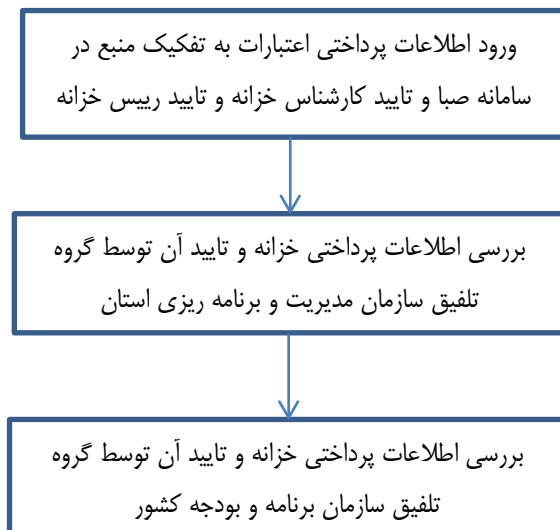 ورود اطلاعات پرداختی اعتبارات به تفکیک منبع در
سامانه صبا و تایید کارشناس خزانه و تایید رییس خزانه
بررسی اطلاعات پرداختی خزانه و تایید آن توسط گروه
تلفیق سازمان مدیریت و برنامه ریزی استان
بررسی اطلاعات پرداختی خزانه و تایید آن توسط گروه
تلفیق سازمان برنامه و بودجه کشور